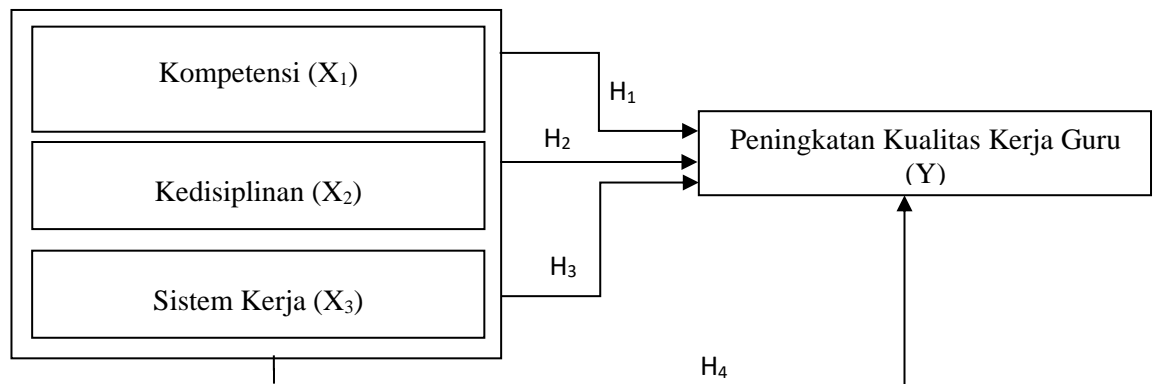 Kompetensi (X₁)
H₁
Peningkatan Kualitas Kerja Guru
(Y)
H₂
Kedisiplinan (X₂)
H₃
Sistem Kerja (X₃)
H₄